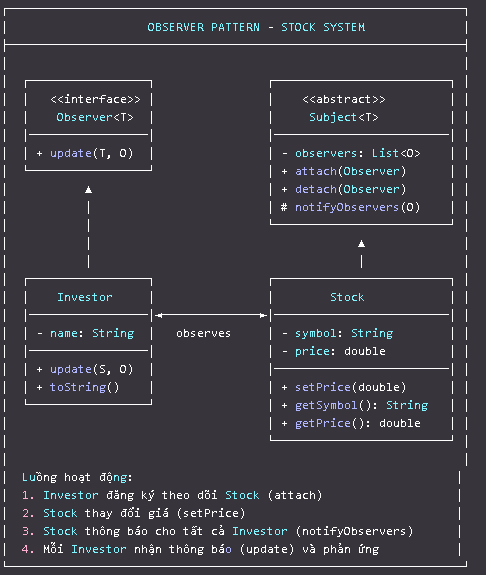 OBSERVER PATTERN - STOCK SYSTEM
<<interface>>
Observer<T>
+ update(T, O)
<<abstract>>
Subject<T>
- observers: List<O>
+ attach(Observer)
+ detach(Observer)
# notifyObservers(O)
Investor
- name: String
+ update(S, O)
+ toString()
observes
Stock
- symbol: String
- price: double
+ setPrice(double)
+ getSymbol(): String
+ getPrice(): double
Luồng hoạt động:
1. Investor đăng ký theo dõi Stock (attach)
2. Stock thay đổi giá (setPrice)
3. Stock thông báo cho tất cả Investor (notifyObservers)
4. Mỗi Investor nhận thông báo (update) và phản ứng